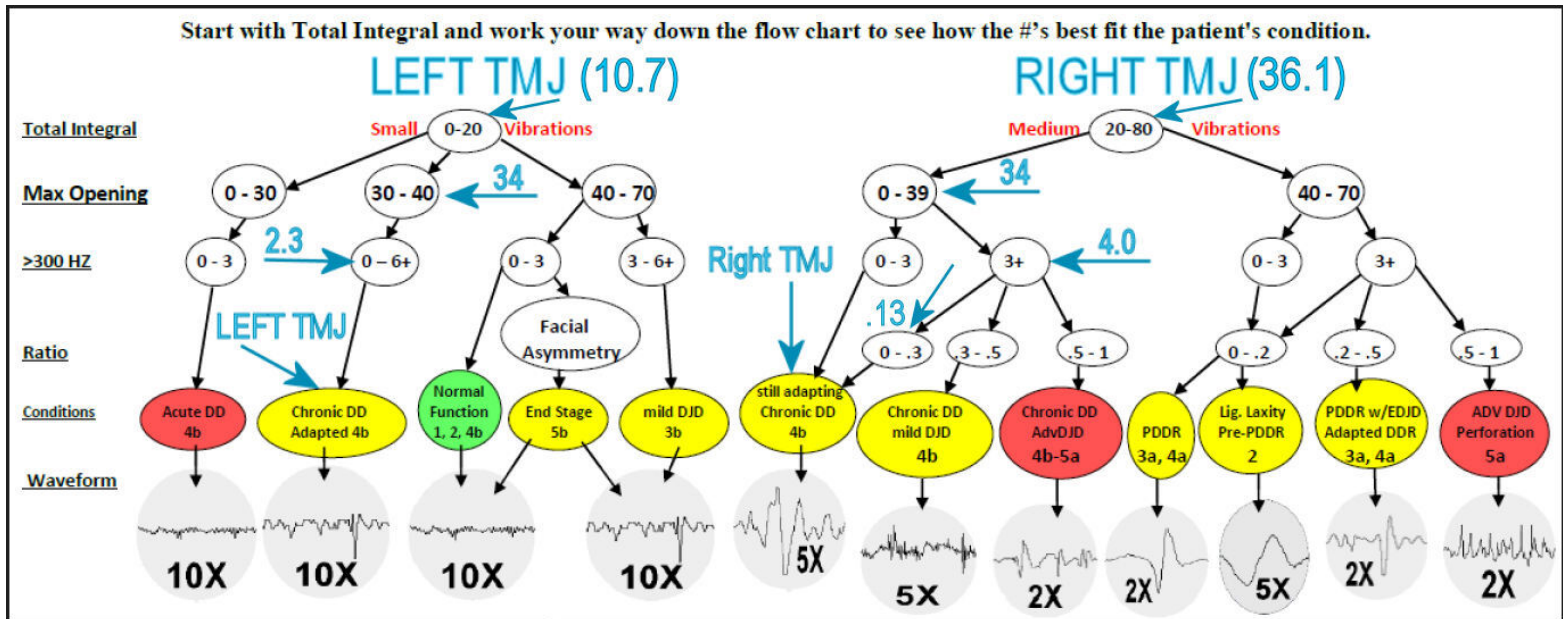 Start with Total Integral and work your way down the flow chart to see how the #'s best fit the patient's condition.
LEFT TMJ (10.7) RIGHT TMJ (36.1)
Total Integral Small 0-20 Vibrations Medium 20-80 Vibrations
Max Opening 0 - 30 30 - 40 34 40 - 70 0 - 39 34 40 - 70
>300 HZ 0 - 3 2.3 0 – 6+ 0 - 3 3 - 6+ Right TMJ 0 - 3 3+ 4.0 0 - 3 3+
LEFT TMJ Facial .13
Ratio Asymmetry 0 - .3 .3 - .5 .5 - 1 0 - .2 .2 - .5 .5 - 1
Conditions
Acute DD
4b
Chronic DD
Adapted 4b
Normal
Function
1, 2, 4b
End Stage
5b
mild DJD
3b
still adapting
Chronic DD
4b
Chronic DD
mild DJD
4b
Chronic DD
AdvDJD
4b-5a
PDDR
3a, 4a
Lig. Laxity
Pre-PDDR
2
PDDR w/EDJD
Adapted DDR
3a, 4a
ADV DJD
Perforation
5a
Waveform
10X 10X 10X 10X 5X 5X 2X 2X 5X 2X 2X